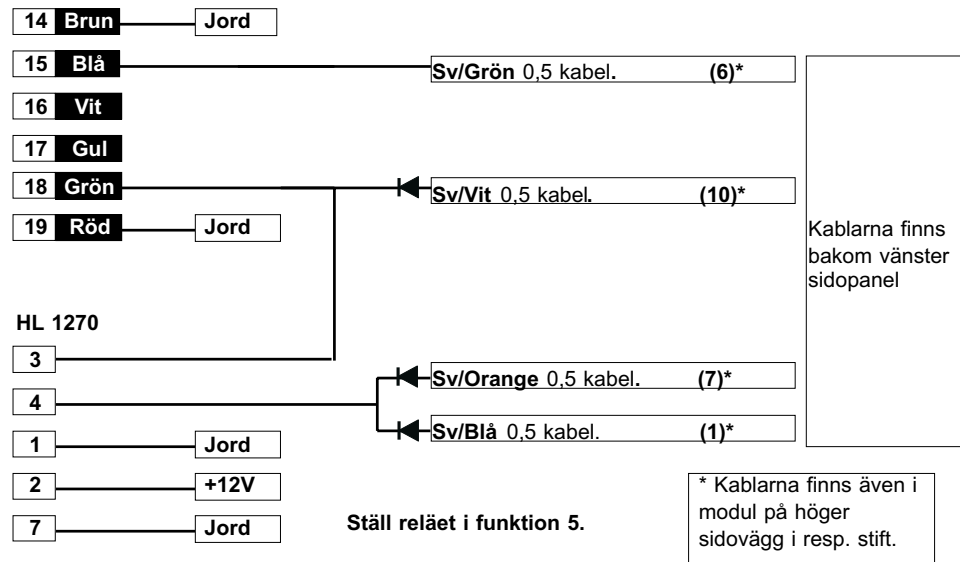 14 Brun Jord
15 Blå Sv/Grön 0,5 kabel. (6)*
16 Vit
17 Gul
18 Grön Sv/Vit 0,5 kabel. (10)*
19 Röd Jord
Kablarna finns
bakom vänster
sidopanel
HL 1270
3
Sv/Orange 0,5 kabel. (7)*
4
Sv/Blå 0,5 kabel. (1)*
1 Jord
2 +12V
7 Jord
Ställ reläet i funktion 5.
* Kablarna finns även i
modul på höger
sidovägg i resp. stift.